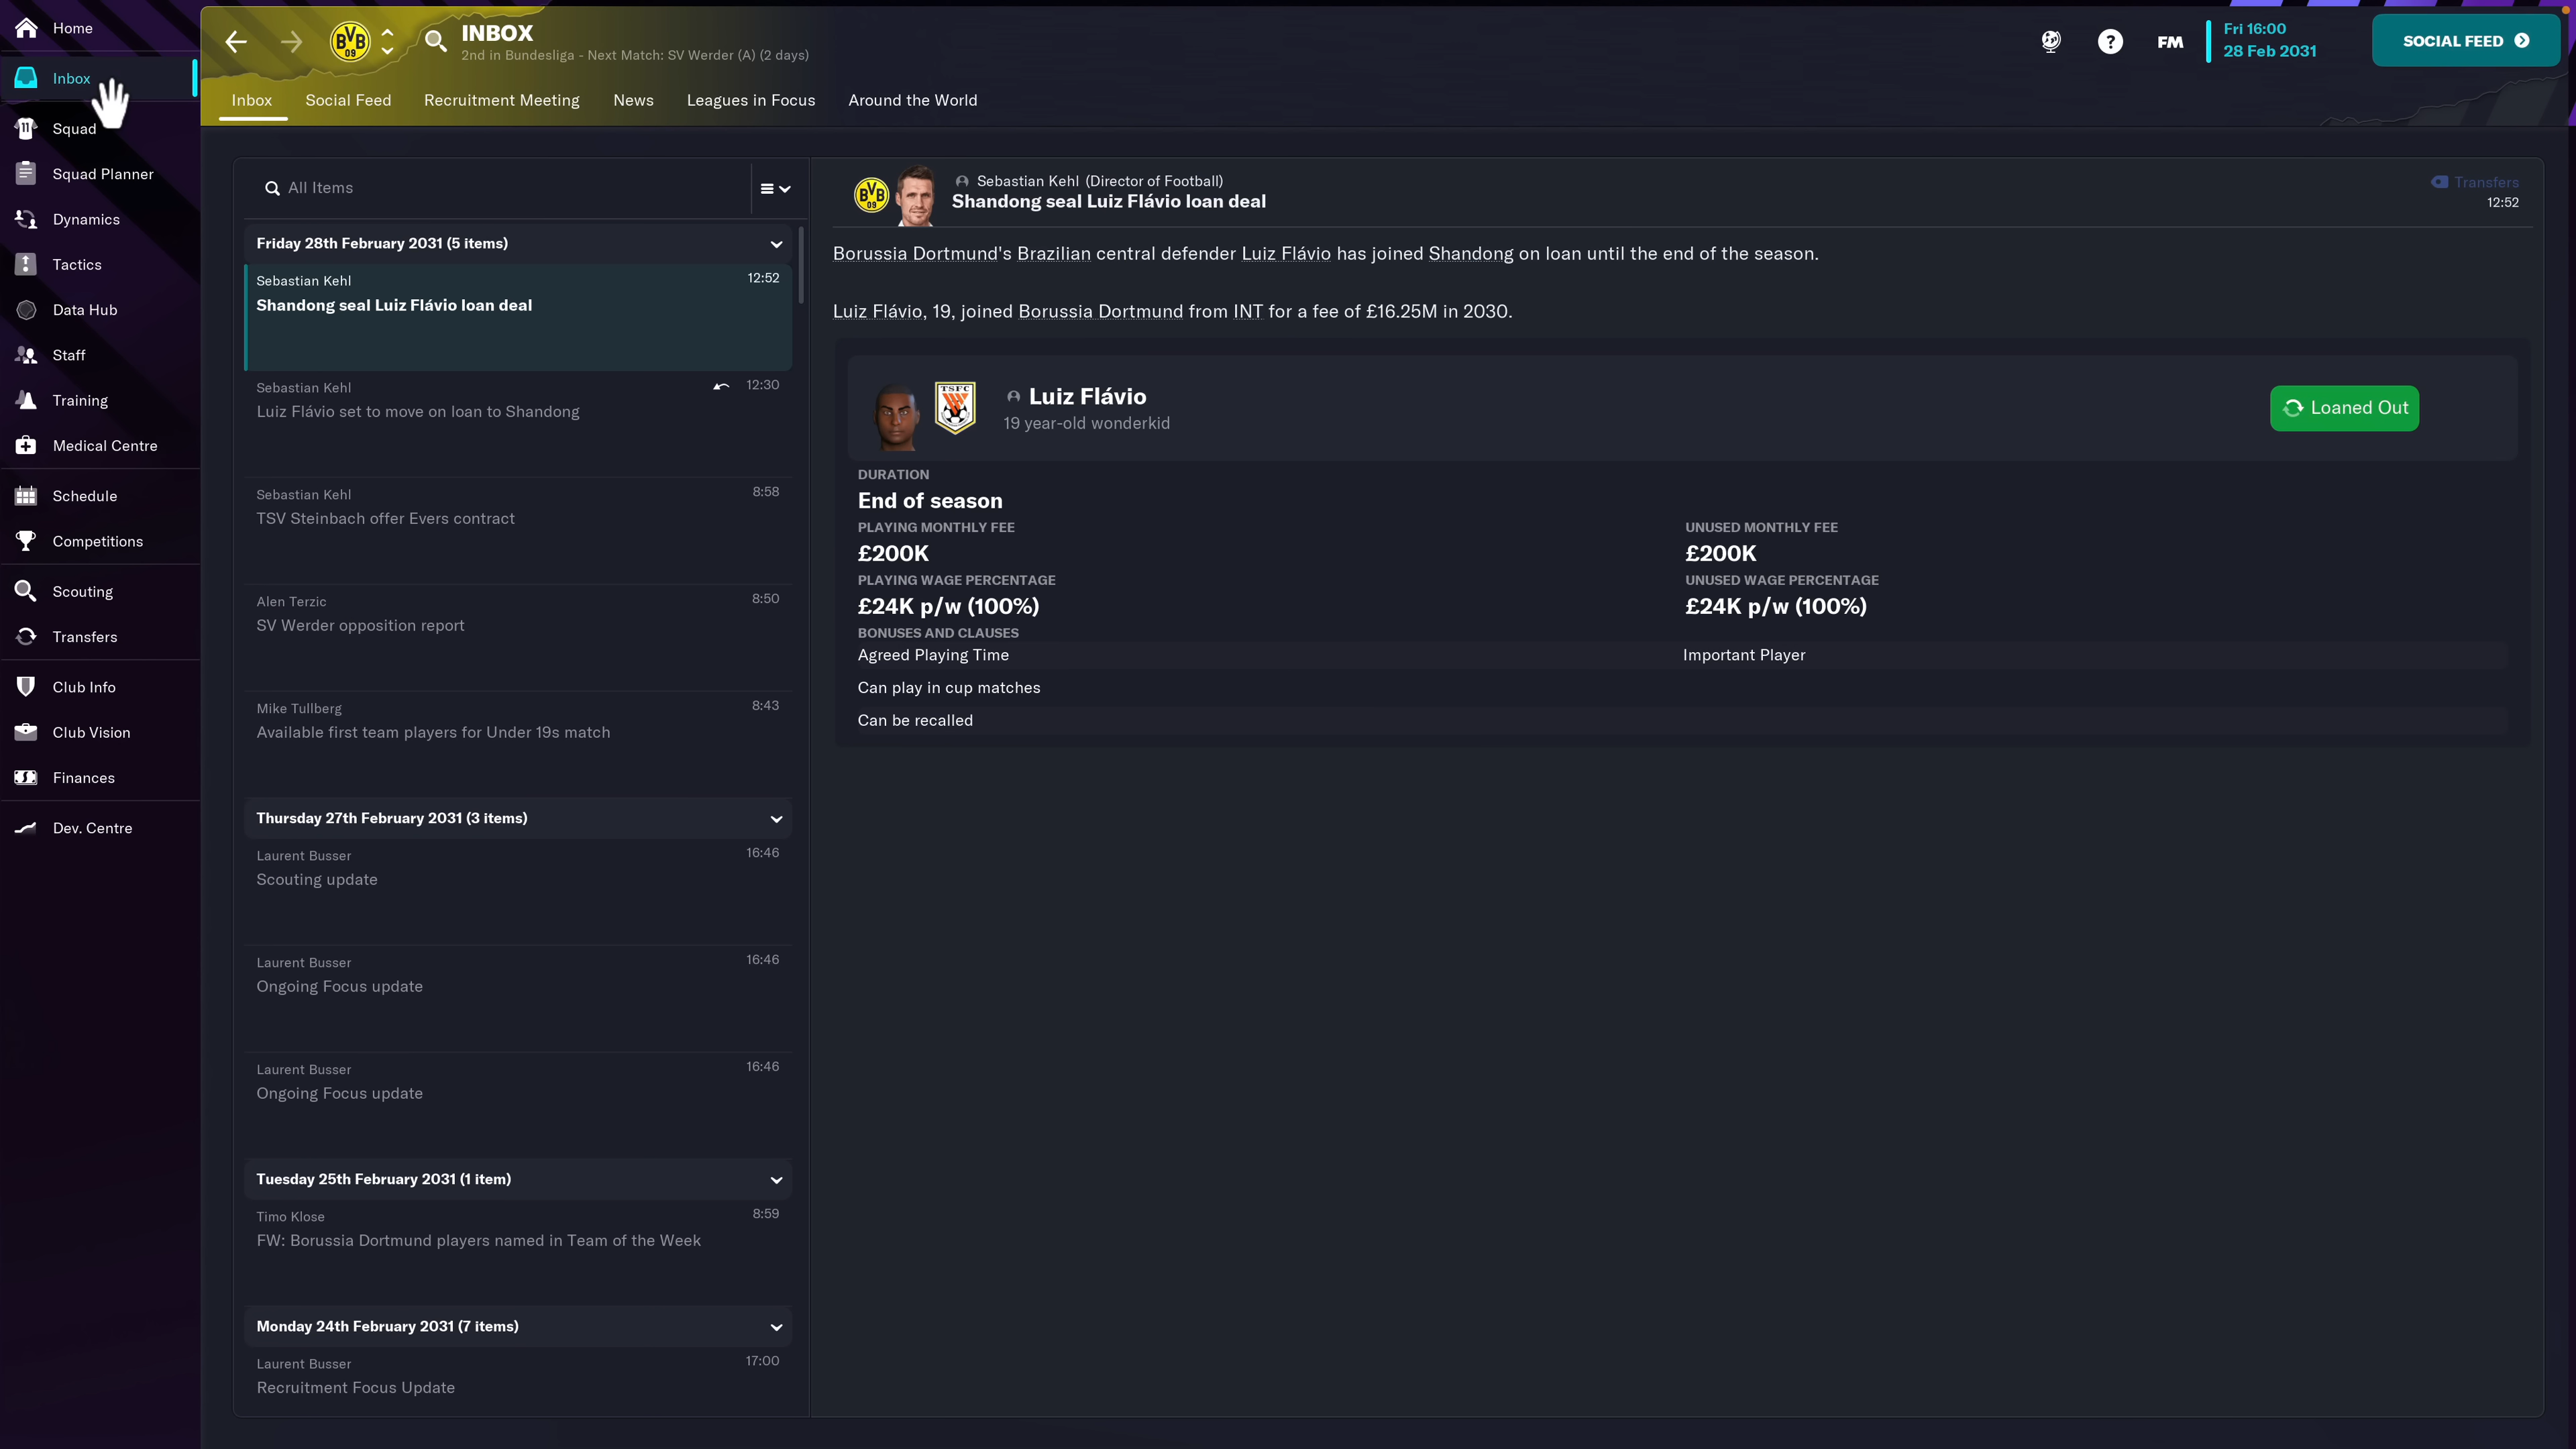 Home
Inbox
Squad
Squad Planner
Dynamics
Tactics
Data Hub
Staff
Training
Medical Centre
Schedule
Competitions
Scouting
Transfers
Club Info
Club Vision
Finances
Dev. Centre
BVB 09
INBOX
2nd in Bundesliga - Next Match: SV Werder (A) (2 days)
FM
Fri 16:00
28 Feb 2031
SOCIAL FEED
Inbox Social Feed Recruitment Meeting News Leagues in Focus Around the World
All Items
Friday 28th February 2031 (5 items)
Sebastian Kehl 12:52
Shandong seal Luiz Flávio loan deal
Sebastian Kehl 12:30
Luiz Flávio set to move on loan to Shandong
Sebastian Kehl 8:58
TSV Steinbach offer Evers contract
Alen Terzic 8:50
SV Werder opposition report
Mike Tullberg 8:43
Available first team players for Under 19s match
Thursday 27th February 2031 (3 items)
Laurent Busser 16:46
Scouting update
Laurent Busser 16:46
Ongoing Focus update
Laurent Busser 16:46
Ongoing Focus update
Tuesday 25th February 2031 (1 item)
Timo Klose 8:59
FW: Borussia Dortmund players named in Team of the Week
Monday 24th February 2031 (7 items)
Laurent Busser 17:00
Recruitment Focus Update
BVB 09
Sebastian Kehl (Director of Football)
Shandong seal Luiz Flávio loan deal
Transfers
12:52
Borussia Dortmund's Brazilian central defender Luiz Flávio has joined Shandong on loan until the end of the season.
Luiz Flávio, 19, joined Borussia Dortmund from INT for a fee of £16.25M in 2030.
TSFC
Luiz Flávio
19 year-old wonderkid
Loaned Out
DURATION
End of season
PLAYING MONTHLY FEE UNUSED MONTHLY FEE
£200K £200K
PLAYING WAGE PERCENTAGE UNUSED WAGE PERCENTAGE
£24K p/w (100%) £24K p/w (100%)
BONUSES AND CLAUSES
Agreed Playing Time Important Player
Can play in cup matches
Can be recalled